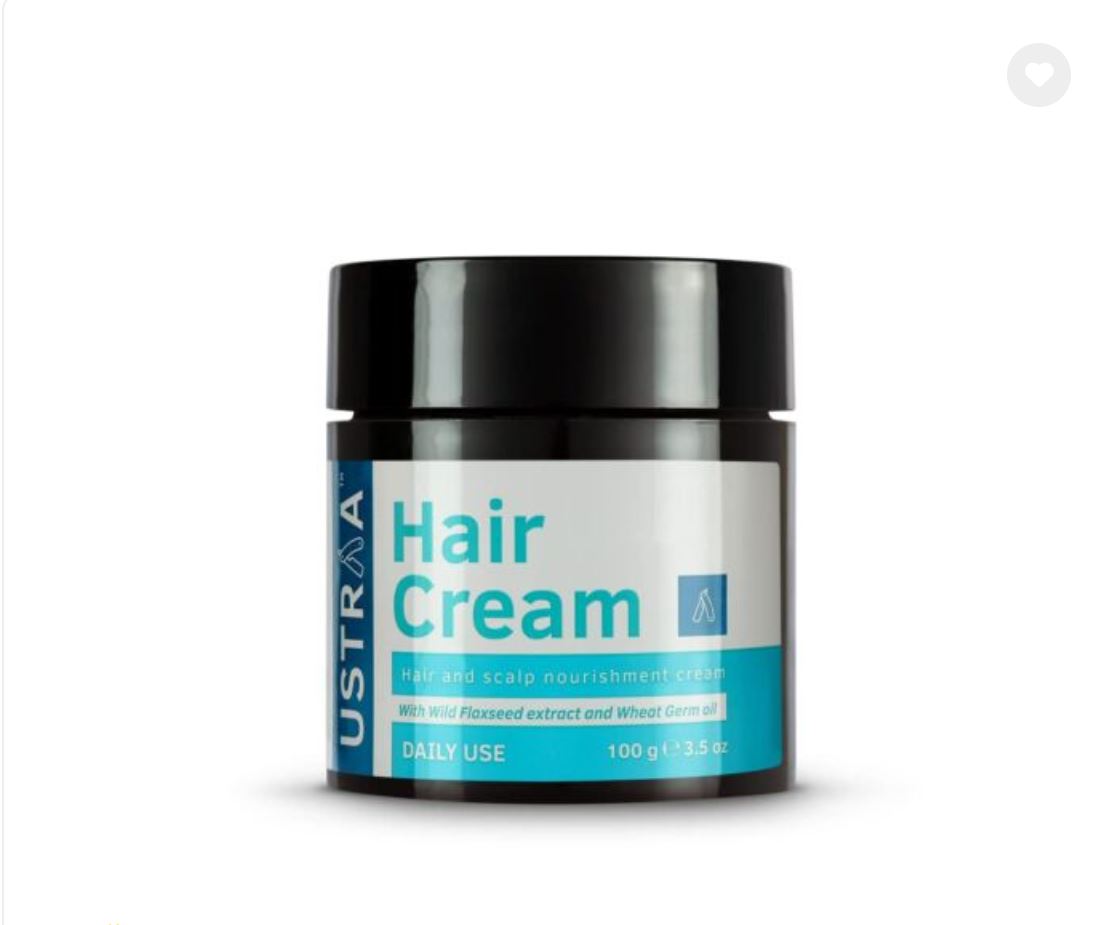 USTRAA™
Hair
Cream
Hair and scalp nourishment cream
With Wild Flaxseed extract and Wheat Germ oil
DAILY USE
100 g ℮ 3.5 oz